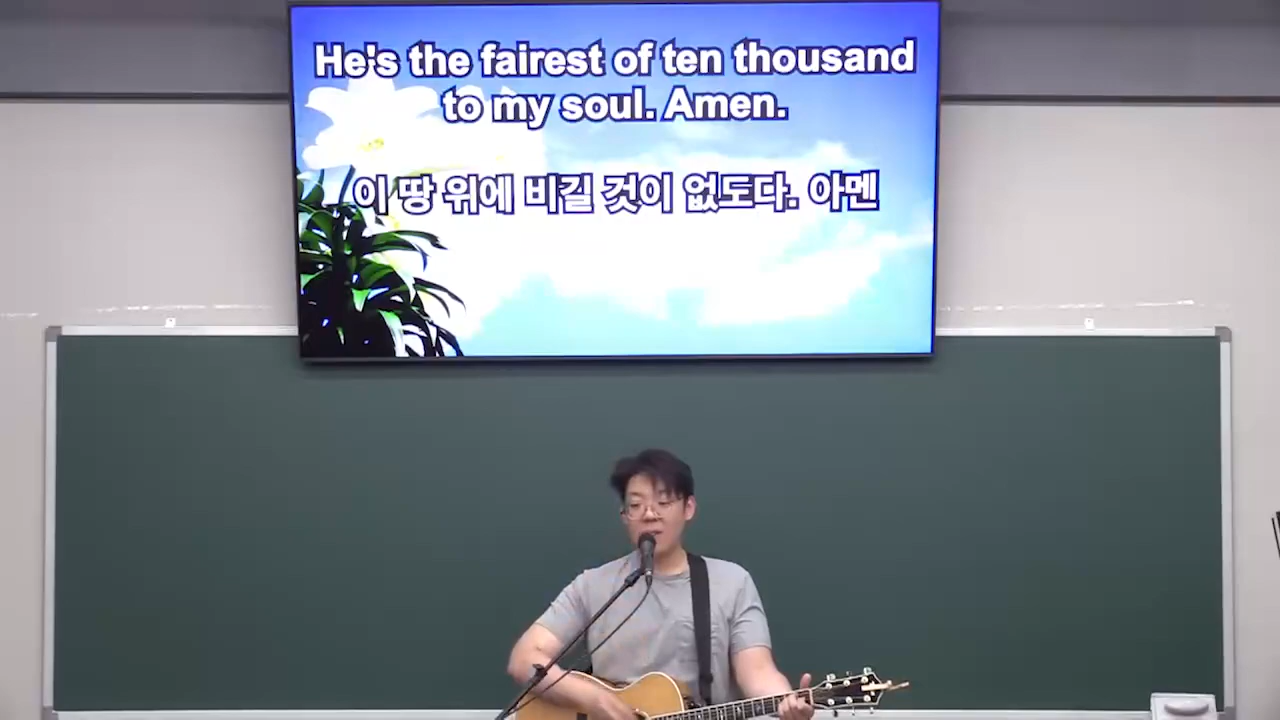 He's the fairest of ten thousand
to my soul. Amen.
이 땅 위에 비길 것이 없도다. 아멘